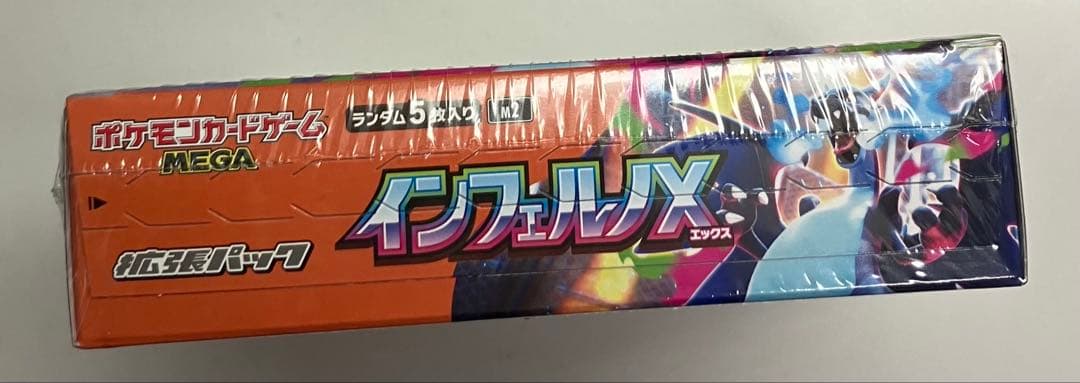 ポケモンカードゲーム
MEGA
ランダム5枚入り M2
インフェルノX
エックス
拡張パック